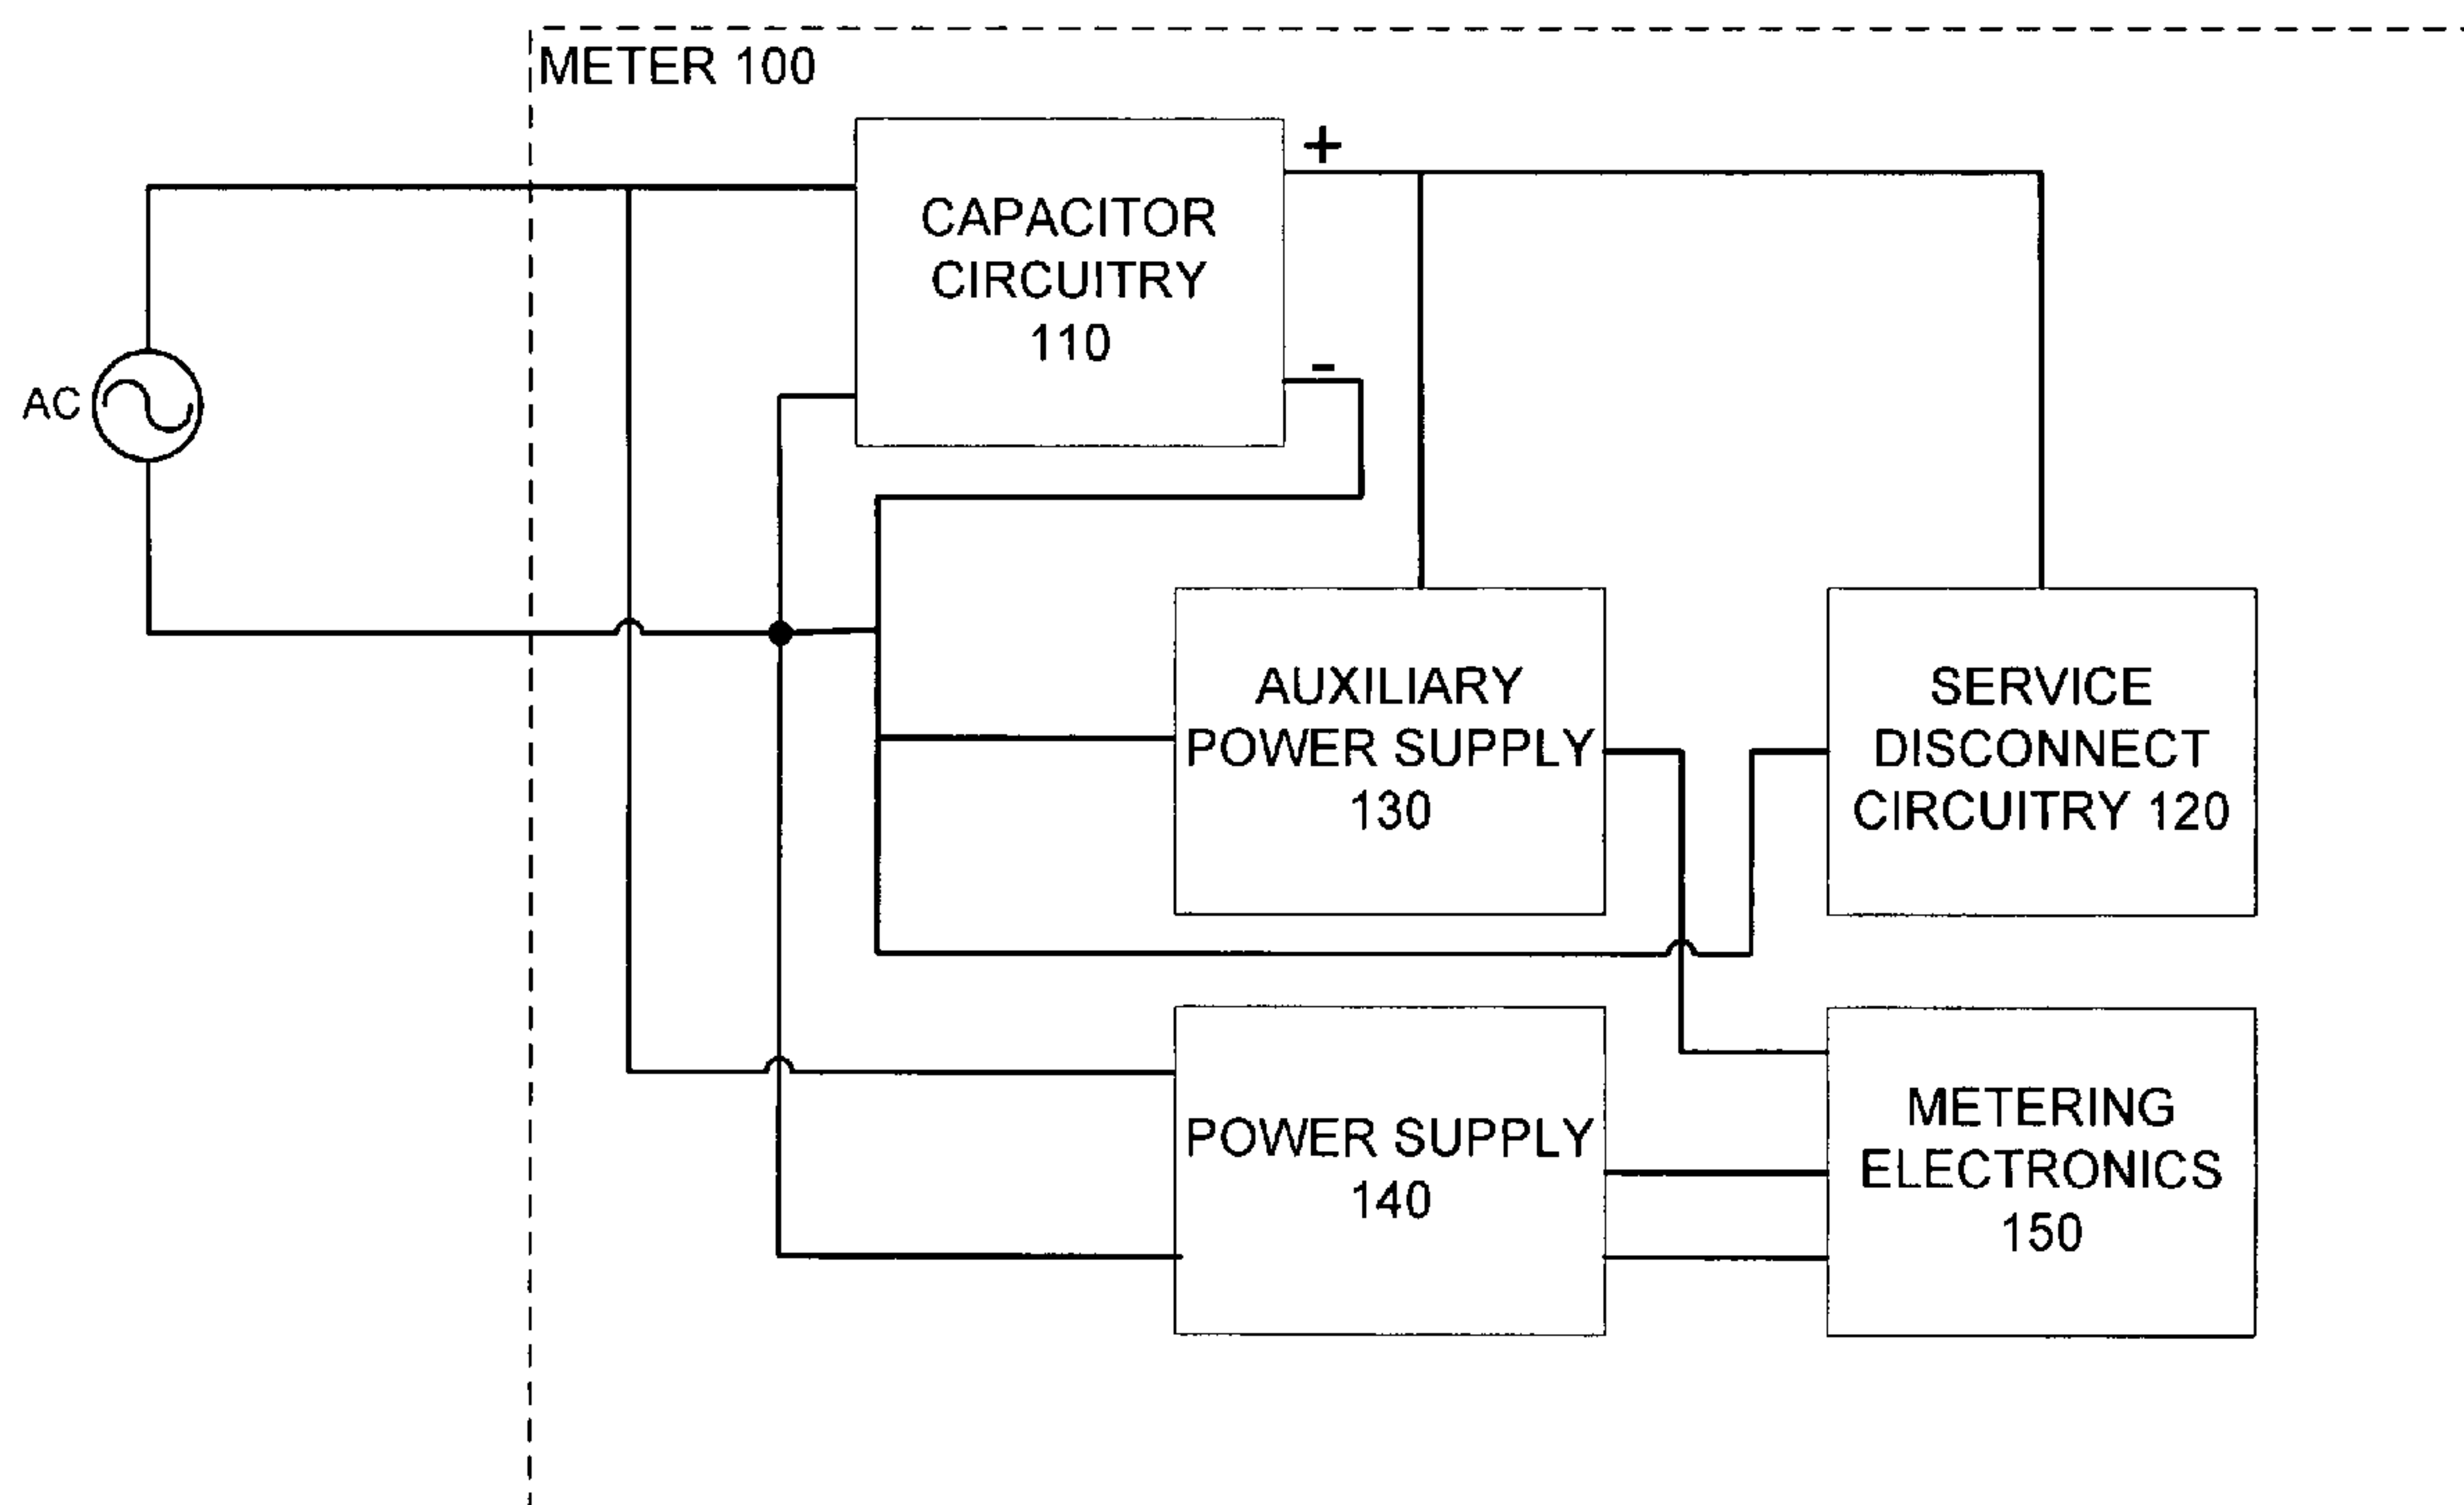 METER 100
+
CAPACITOR
CIRCUITRY
110
-
AC
AUXILIARY
POWER SUPPLY
130
SERVICE
DISCONNECT
CIRCUITRY 120
POWER SUPPLY
140
METERING
ELECTRONICS
150